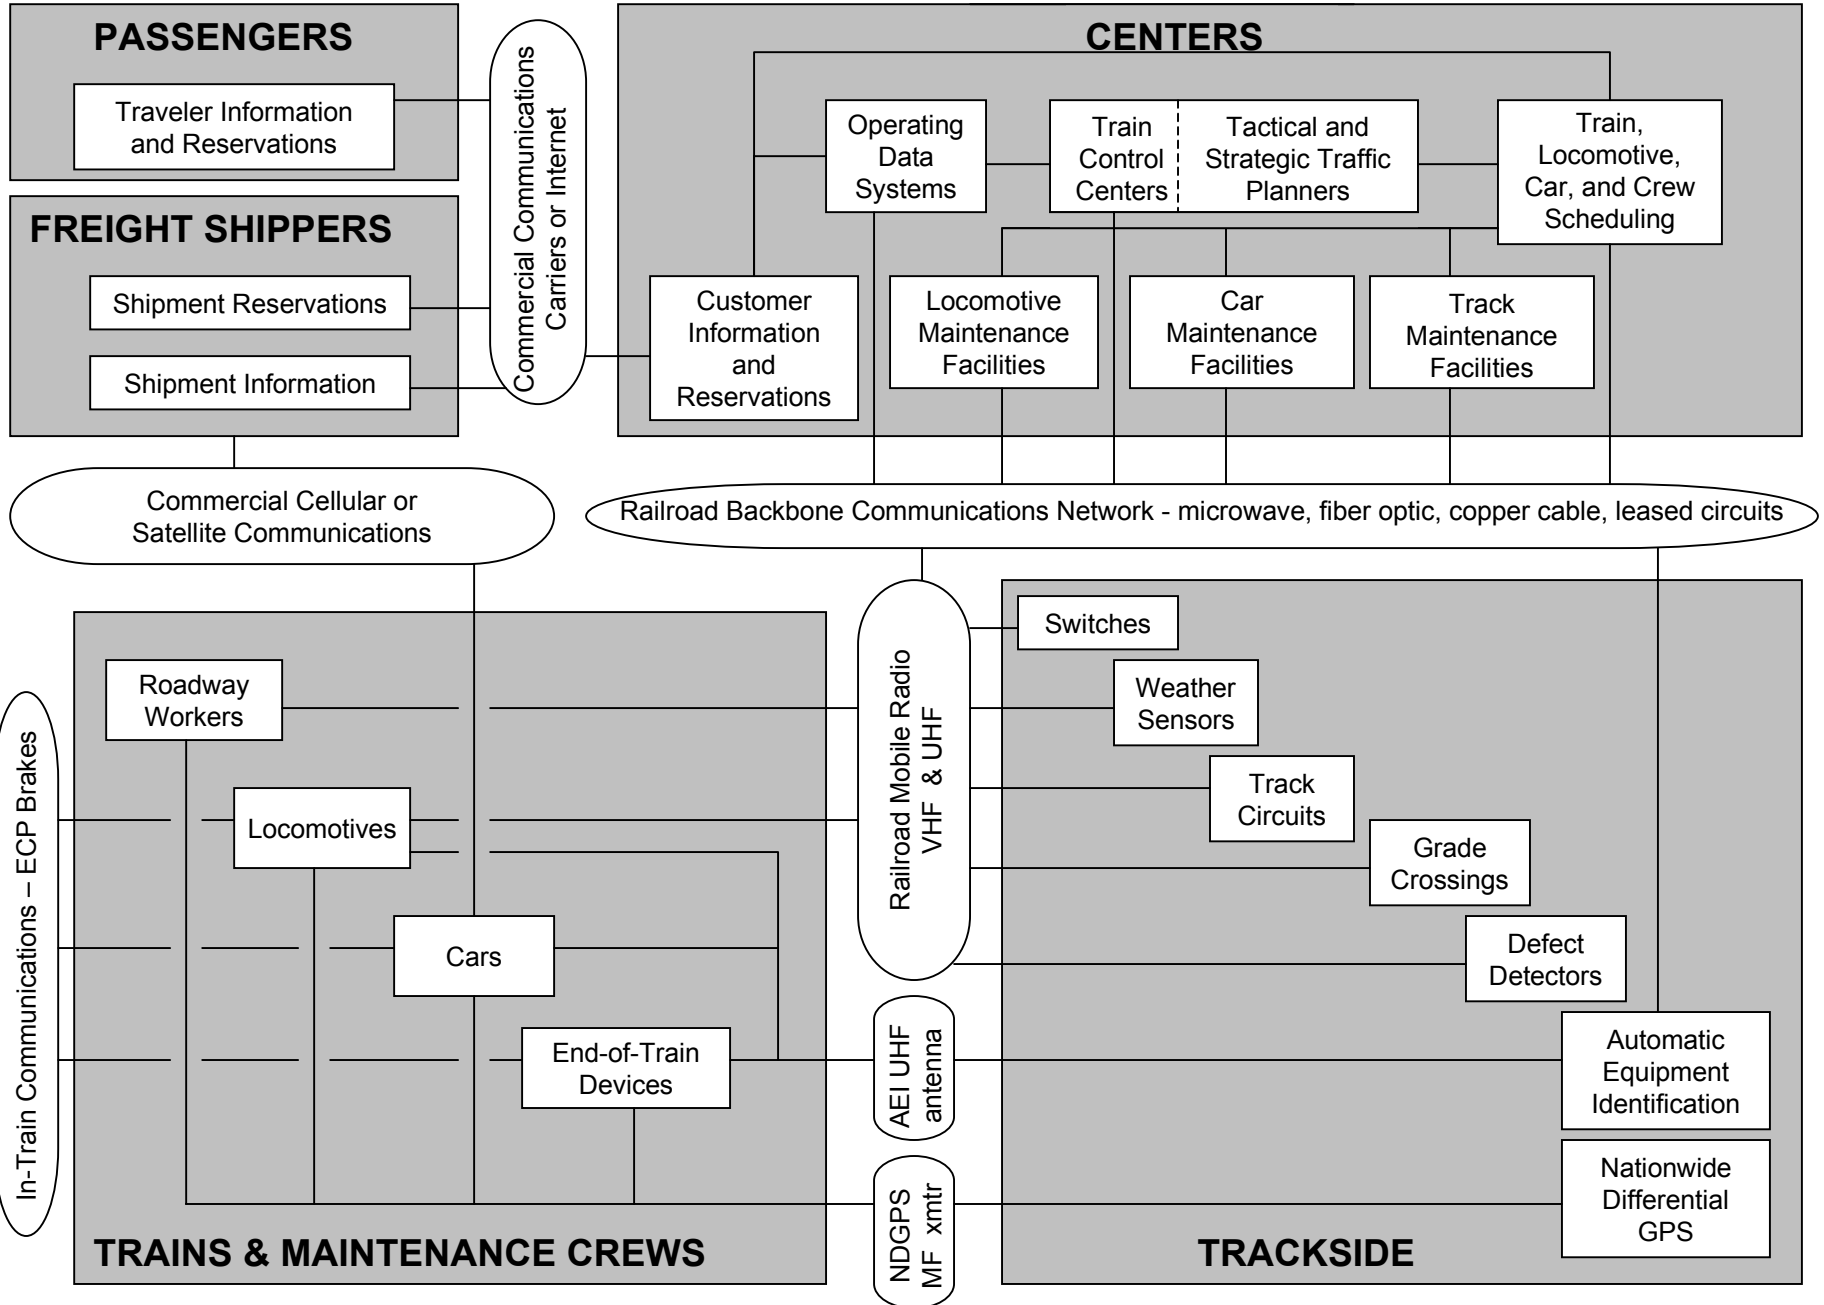 PASSENGERS
Traveler Information
and Reservations
FREIGHT SHIPPERS
Shipment Reservations
Shipment Information
Commercial Communications
Carriers or Internet
CENTERS
Operating
Data
Systems
Train
Control
Centers
Tactical and
Strategic Traffic
Planners
Train,
Locomotive,
Car, and Crew
Scheduling
Customer
Information
and
Reservations
Locomotive
Maintenance
Facilities
Car
Maintenance
Facilities
Track
Maintenance
Facilities
Commercial Cellular or
Satellite Communications
Railroad Backbone Communications Network - microwave, fiber optic, copper cable, leased circuits
In-Train Communications – ECP Brakes
Roadway
Workers
Locomotives
Cars
End-of-Train
Devices
TRAINS & MAINTENANCE CREWS
Railroad Mobile Radio
VHF & UHF
AEI UHF
antenna
NDGPS
MF xmtr
Switches
Weather
Sensors
Track
Circuits
Grade
Crossings
Defect
Detectors
Automatic
Equipment
Identification
Nationwide
Differential
GPS
TRACKSIDE